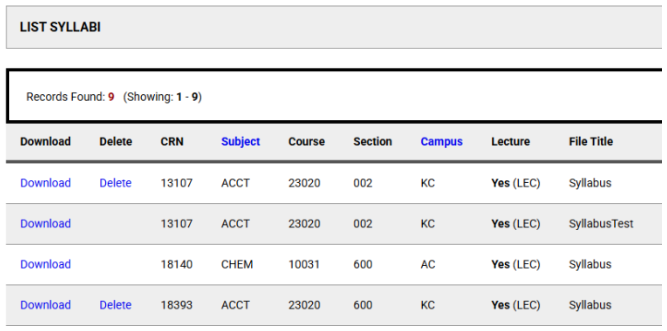 LIST SYLLABI
Records Found: 9 (Showing: 1 - 9)
Download Delete CRN Subject Course Section Campus Lecture File Title
Download Delete 13107 ACCT 23020 002 KC Yes (LEC) Syllabus
Download 13107 ACCT 23020 002 KC Yes (LEC) SyllabusTest
Download 18140 CHEM 10031 600 AC Yes (LEC) Syllabus
Download Delete 18393 ACCT 23020 600 KC Yes (LEC) Syllabus